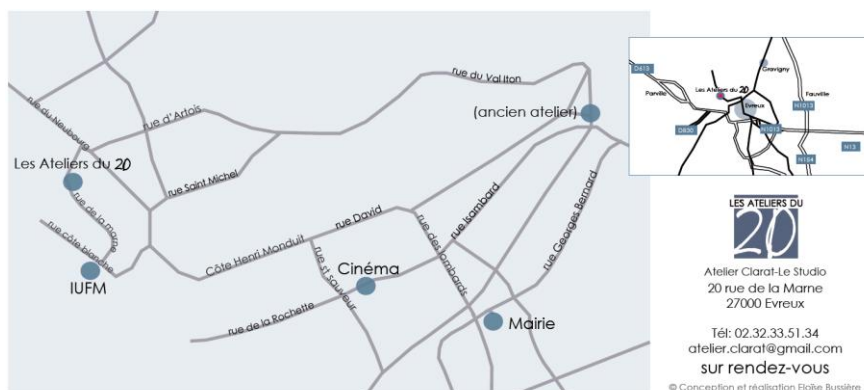 rue du Neubourg
rue d'Artois
rue du Val Iton
(ancien atelier)
Les Ateliers du 20
rue Saint Michel
rue de la marne
rue côte blanche
IUFM
Côte Henri Monduit
rue David
rue Isambard
rue Georges Bernard
rue des lombards
rue st sauveur
Cinéma
rue de la Rochette
Mairie
D613
Parville
Les Ateliers du 20
Gravigny
Fauville
Evreux
N1013
D830
N1013
N13
N154
LES ATELIERS DU
20
Atelier Clarat-Le Studio
20 rue de la Marne
27000 Evreux
Tél: 02.32.33.51.34
atelier.clarat@gmail.com
sur rendez-vous
© Conception et réalisation Eloïse Bussière